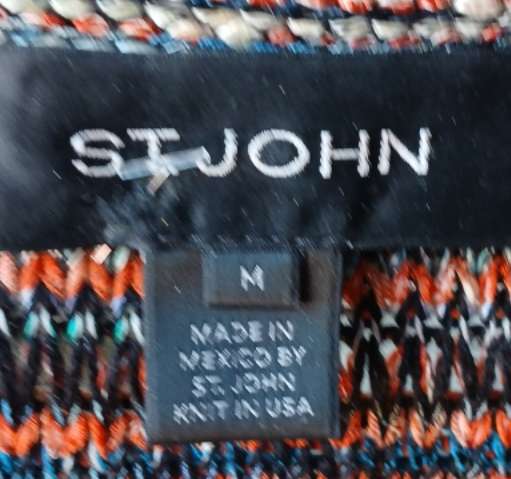 ST JOHN
M
MADE IN
MEXICO BY
ST. JOHN
KNIT IN USA